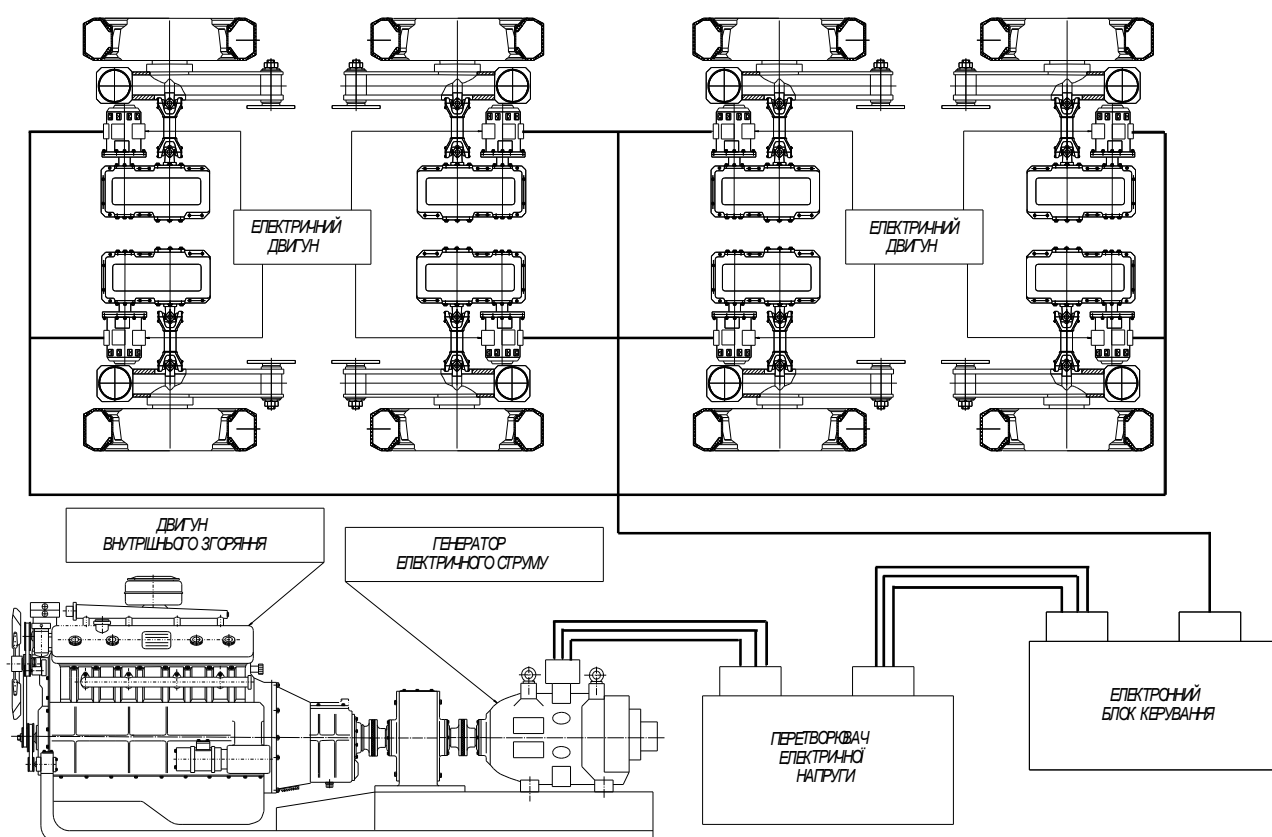 ЕЛЕКТРИЧНИЙ
ДВИГУН
ЕЛЕКТРИЧНИЙ
ДВИГУН
ДВИГУН
ВНУТРІШНЬОГО ЗГОРЯННЯ
ГЕНЕРАТОР
ЕЛЕКТРИЧНОГО СТРУМУ
ПЕРЕТВОРЮВАЧ
ЕЛЕКТРИЧНОЇ
НАПРУГИ
ЕЛЕКТРОННИЙ
БЛОК КЕРУВАННЯ